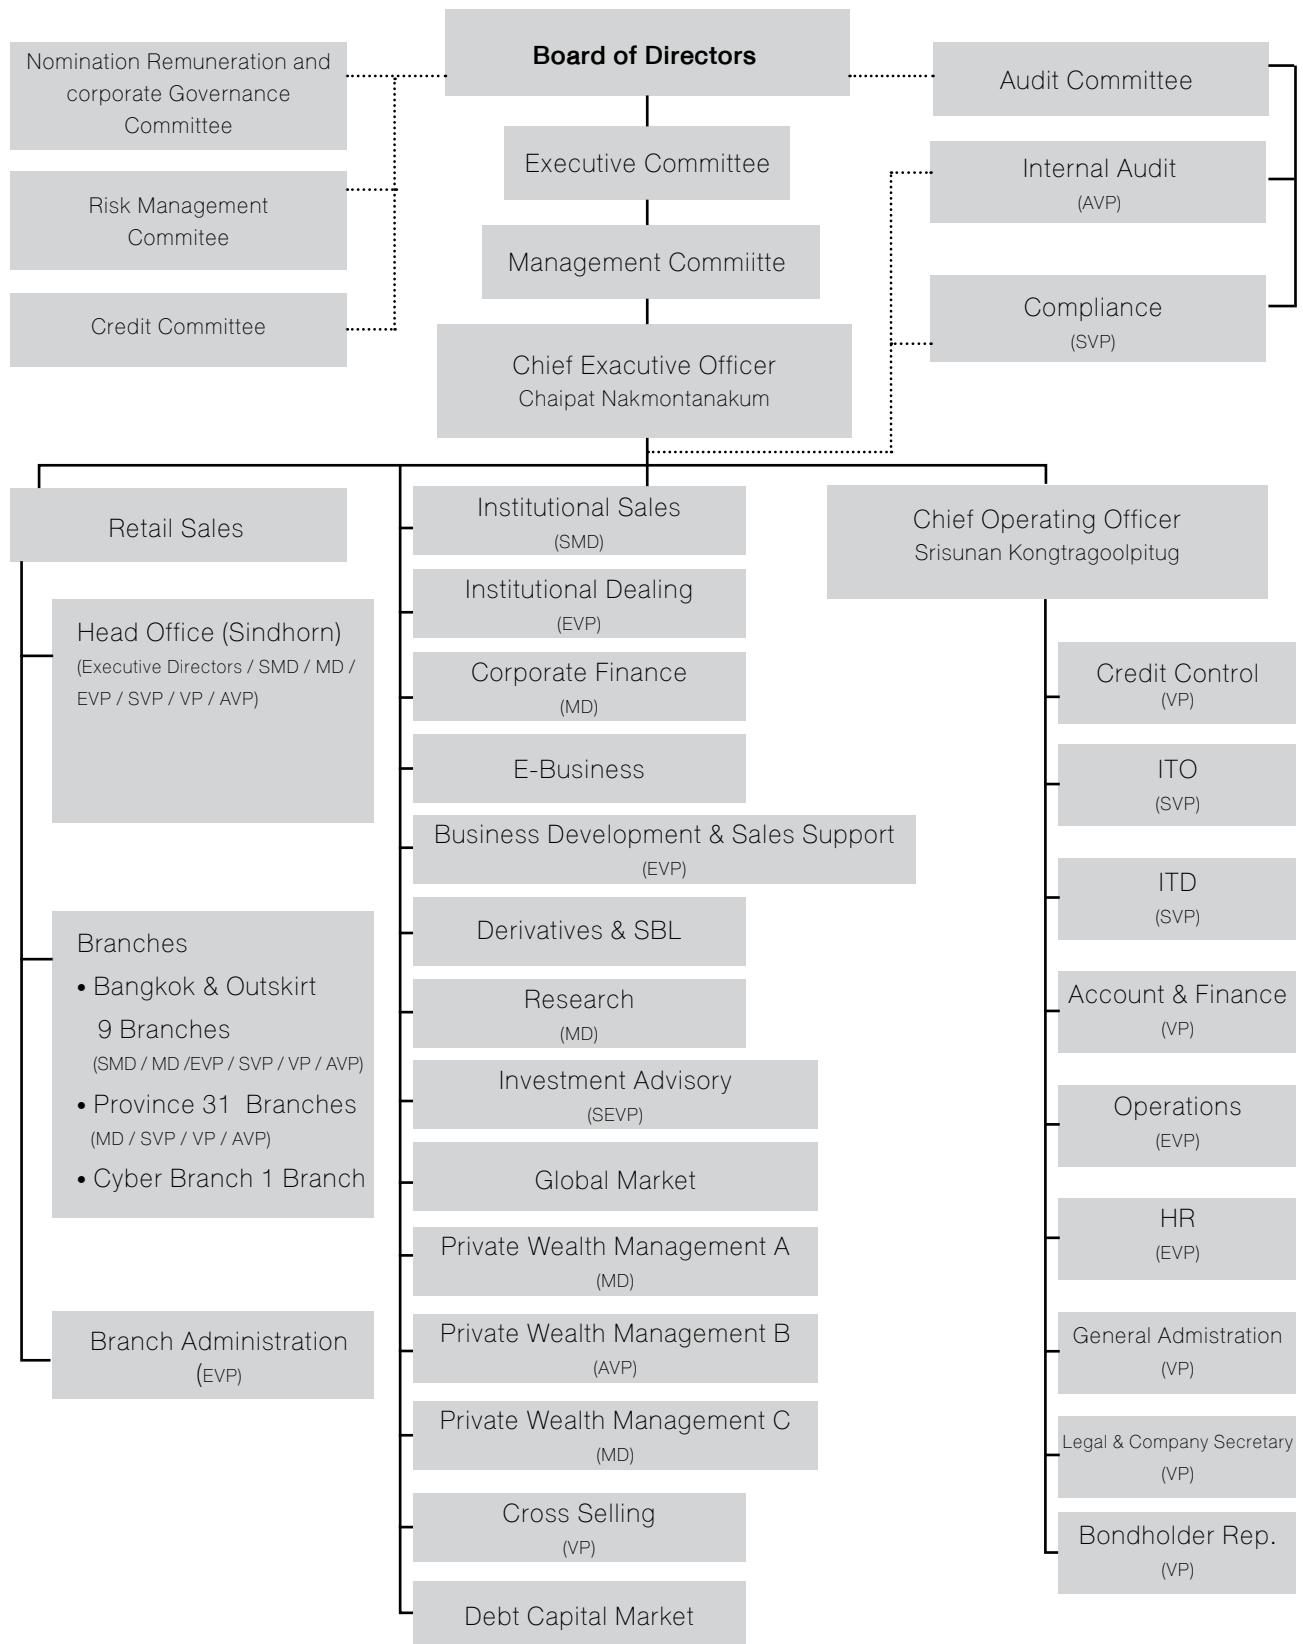 Board of Directors
Nomination Remuneration and
corporate Governance
Committee
Audit Committee
Executive Committee
Internal Audit
(AVP)
Risk Management
Commitee
Management Commiitte
Credit Committee
Compliance
(SVP)
Chief Exacutive Officer
Chaipat Nakmontanakum
Retail Sales
Head Office (Sindhorn)
(Executive Directors / SMD / MD /
EVP / SVP / VP / AVP)
Branches
• Bangkok & Outskirt
9 Branches
(SMD / MD /EVP / SVP / VP / AVP)
• Province 31 Branches
(MD / SVP / VP / AVP)
• Cyber Branch 1 Branch
Branch Administration
(EVP)
Institutional Sales
(SMD)
Institutional Dealing
(EVP)
Corporate Finance
(MD)
E-Business
Business Development & Sales Support
(EVP)
Derivatives & SBL
Research
(MD)
Investment Advisory
(SEVP)
Global Market
Private Wealth Management A
(MD)
Private Wealth Management B
(AVP)
Private Wealth Management C
(MD)
Cross Selling
(VP)
Debt Capital Market
Chief Operating Officer
Srisunan Kongtragoolpitug
Credit Control
(VP)
ITO
(SVP)
ITD
(SVP)
Account & Finance
(VP)
Operations
(EVP)
HR
(EVP)
General Admistration
(VP)
Legal & Company Secretary
(VP)
Bondholder Rep.
(VP)